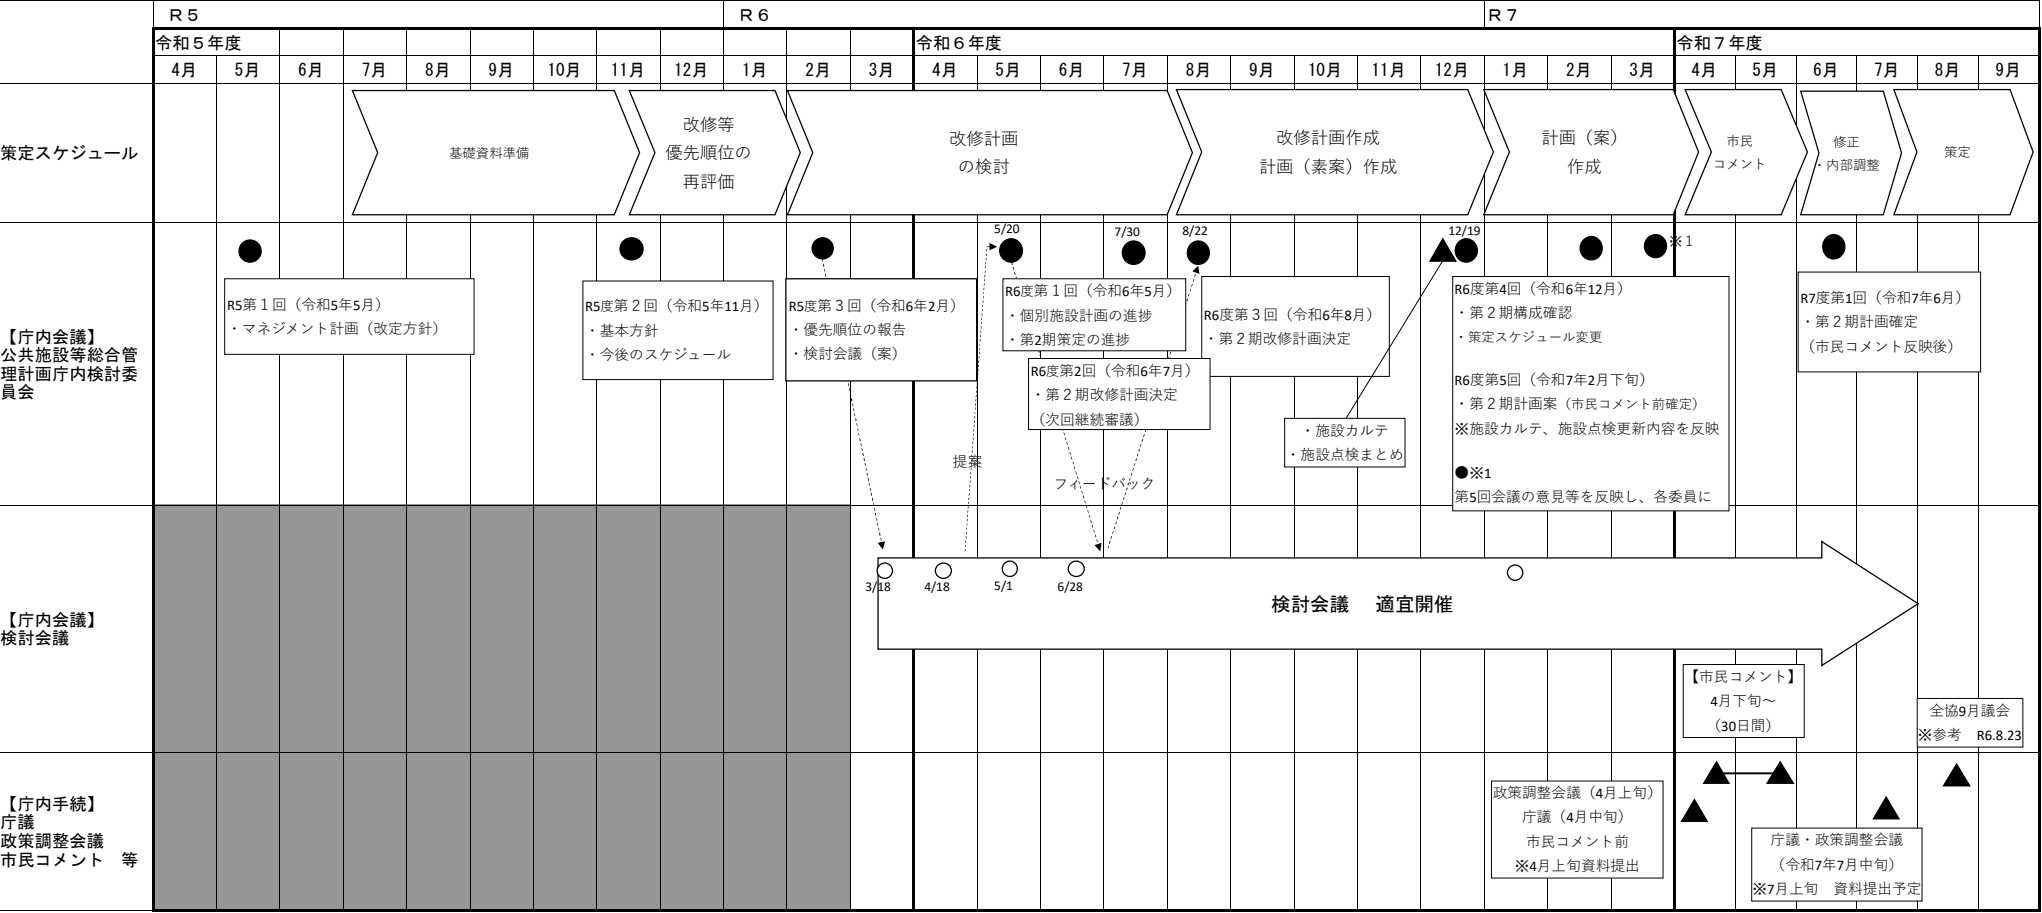 R５
R６
R７
令和５年度
令和６年度
令和７年度
4月 5月 6月 7月 8月 9月 10月 11月 12月 1月 2月 3月 4月 5月 6月 7月 8月 9月 10月 11月 12月 1月 2月 3月 4月 5月 6月 7月 8月 9月
策定スケジュール
基礎資料準備
改修等
優先順位の
再評価
改修計画
の検討
改修計画作成
計画（素案）作成
計画（案）
作成
市民
コメント
修正
・内部調整
策定
【庁内会議】
公共施設等総合管
理計画庁内検討委
員会
5/20
7/30
8/22
12/19
※１
R5第１回（令和5年5月）
・マネジメント計画（改定方針）
R5度第２回（令和5年11月）
・基本方針
・今後のスケジュール
R5度第３回（令和6年2月）
・優先順位の報告
・検討会議（案）
R6度第１回（令和6年5月）
・個別施設計画の進捗
・第2期策定の進捗
R6度第2回（令和6年7月）
・第２期改修計画決定
（次回継続審議）
R6度第３回（令和6年8月）
・第２期改修計画決定
・施設カルテ
・施設点検まとめ
R6度第4回（令和6年12月）
・第２期構成確認
・策定スケジュール変更
R6度第5回（令和7年2月下旬）
・第２期計画案（市民コメント前確定）
※施設カルテ、施設点検更新内容を反映
●※1
第5回会議の意見等を反映し、各委員に
R7度第1回（令和7年6月）
・第２期計画確定
（市民コメント反映後）
提案
フィードバック
【庁内会議】
検討会議
3/18
4/18
5/1
6/28
検討会議　適宜開催
【市民コメント】
4月下旬～
（30日間）
全協9月議会
※参考　R6.8.23
【庁内手続】
庁議
政策調整会議
市民コメント　等
政策調整会議（4月上旬）
庁議（4月中旬）
市民コメント前
※4月上旬資料提出
庁議・政策調整会議
（令和7年7月中旬）
※7月上旬　資料提出予定